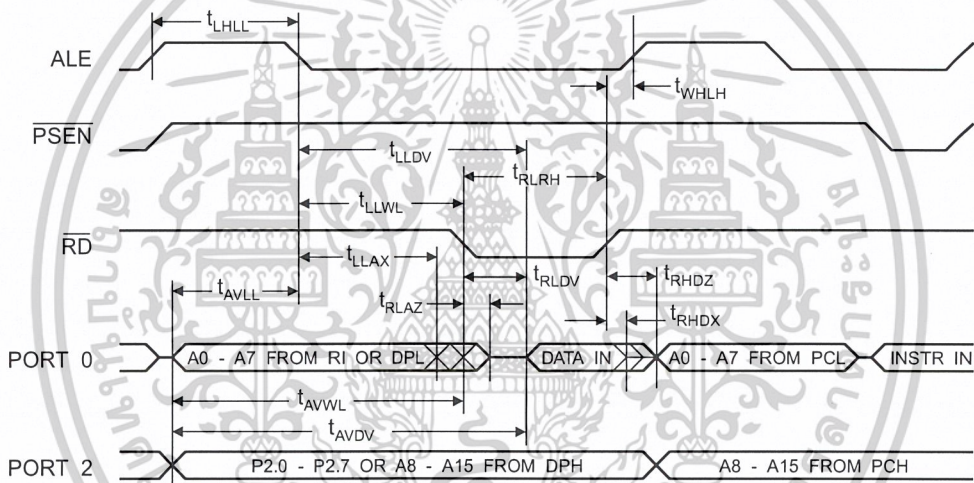 tLHLL
ALE
tWHLH
PSEN
tLLDV
tRLRH
tLLWL
RD
tLLAX
tRLDV
tRHDZ
tAVLL
tRLAZ
tRHDX
PORT 0
A0 - A7 FROM RI OR DPL
DATA IN
A0 - A7 FROM PCL
INSTR IN
tAVWL
tAVDV
PORT 2
P2.0 - P2.7 OR A8 - A15 FROM DPH
A8 - A15 FROM PCH